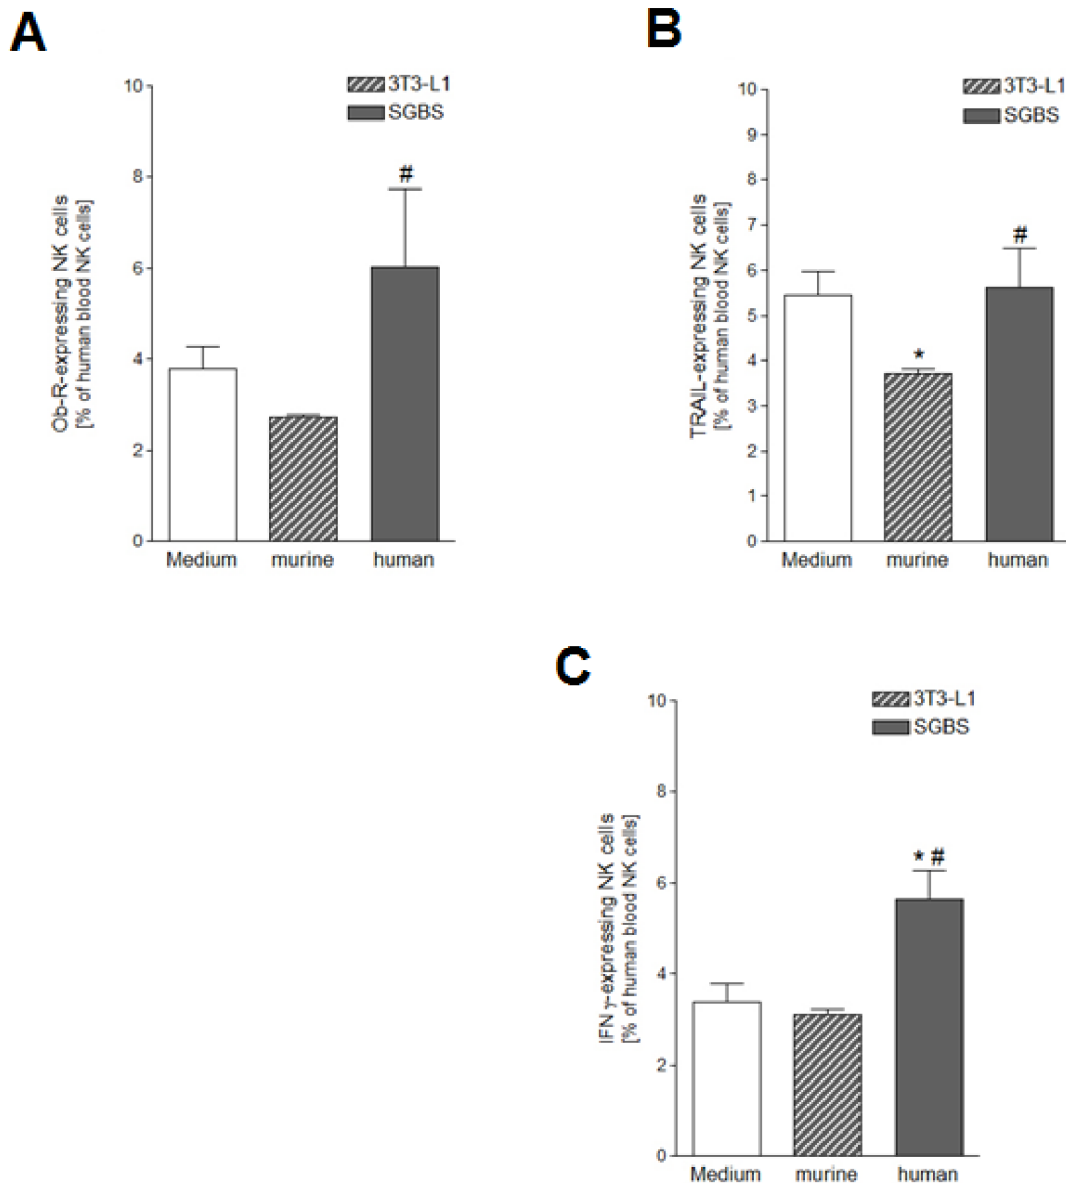 A
3T3-L1
SGBS
Ob-R-expressing NK cells
[% of human blood NK cells]
10
8
6
4
2
0
#
Medium murine human
B
3T3-L1
SGBS
TRAIL-expressing NK cells
[% of human blood NK cells]
10
9
8
7
6
5
4
3
2
1
0
*
#
Medium murine human
C
3T3-L1
SGBS
IFN γ-expressing NK cells
[% of human blood NK cells]
10
8
6
4
2
0
* #
Medium murine human